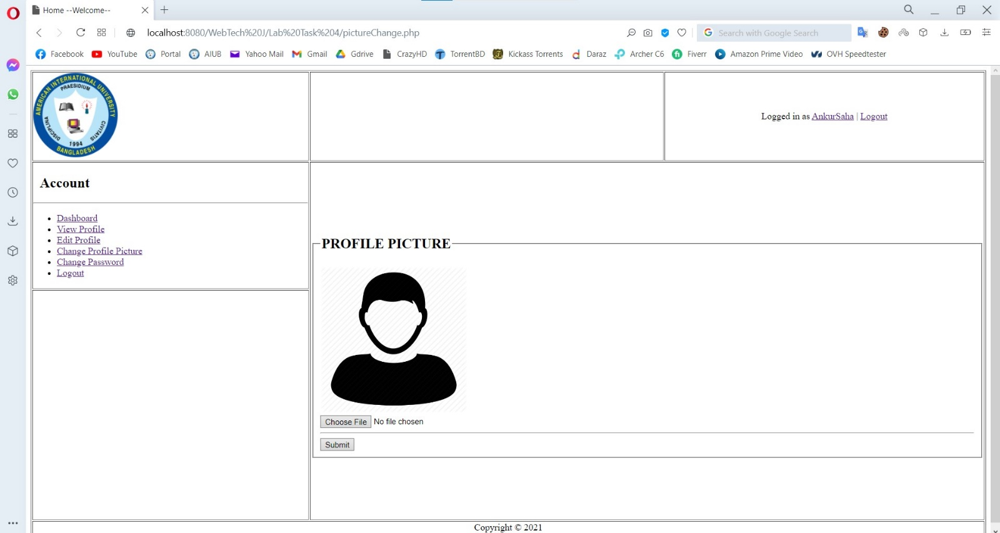 Home --Welcome--
localhost:8080/WebTech%20J/Lab%20Task%204/pictureChange.php
Search with Google Search
Facebook YouTube Portal AIUB Yahoo Mail Gmail Gdrive CrazyHD TorrentBD Kickass Torrents Daraz Archer C6 Fiverr Amazon Prime Video OVH Speedtester
AMERICAN INTERNATIONAL UNIVERSITY
PRAESIDIUM
DISCIPLINA
CIVITATIS
1994
BANGLADESH
Logged in as AnkurSaha | Logout
Account
Dashboard
View Profile
Edit Profile
Change Profile Picture
Change Password
Logout
PROFILE PICTURE
Choose File No file chosen
Submit
Copyright © 2021